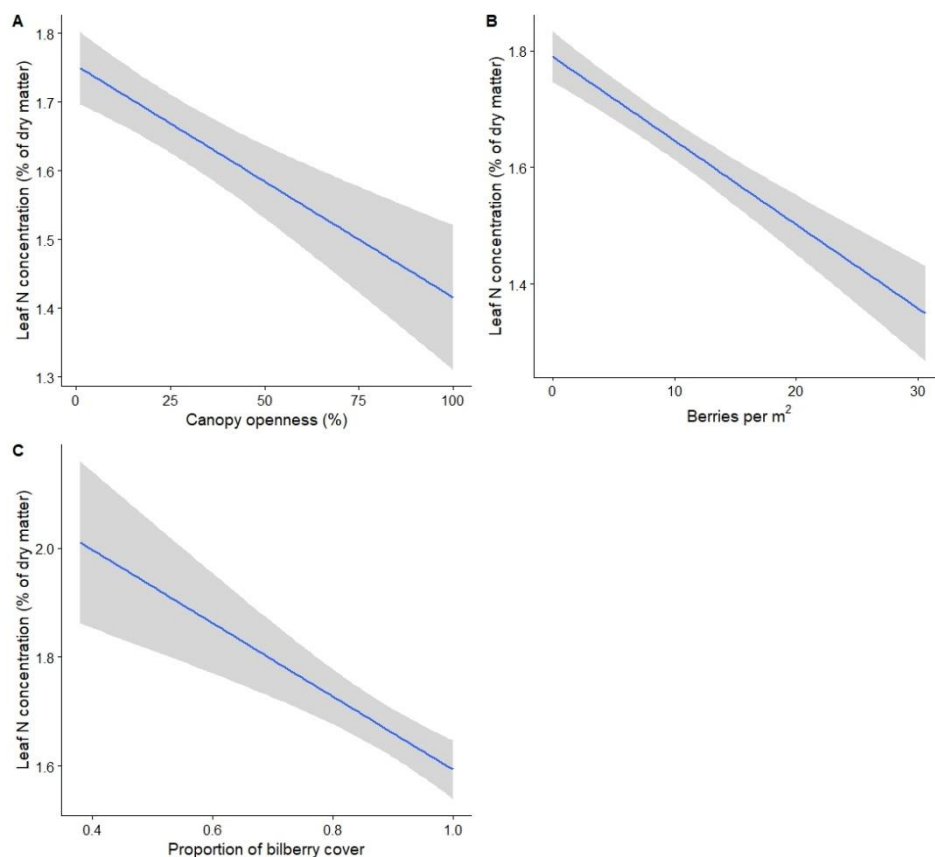 A
Leaf N concentration (% of dry matter)
1.8
1.7
1.6
1.5
1.4
1.3
0 25 50 75 100
Canopy openness (%)
B
Leaf N concentration (% of dry matter)
1.8
1.6
1.4
0 10 20 30
Berries per m²
C
Leaf N concentration (% of dry matter)
2.0
1.8
1.6
0.4 0.6 0.8 1.0
Proportion of bilberry cover